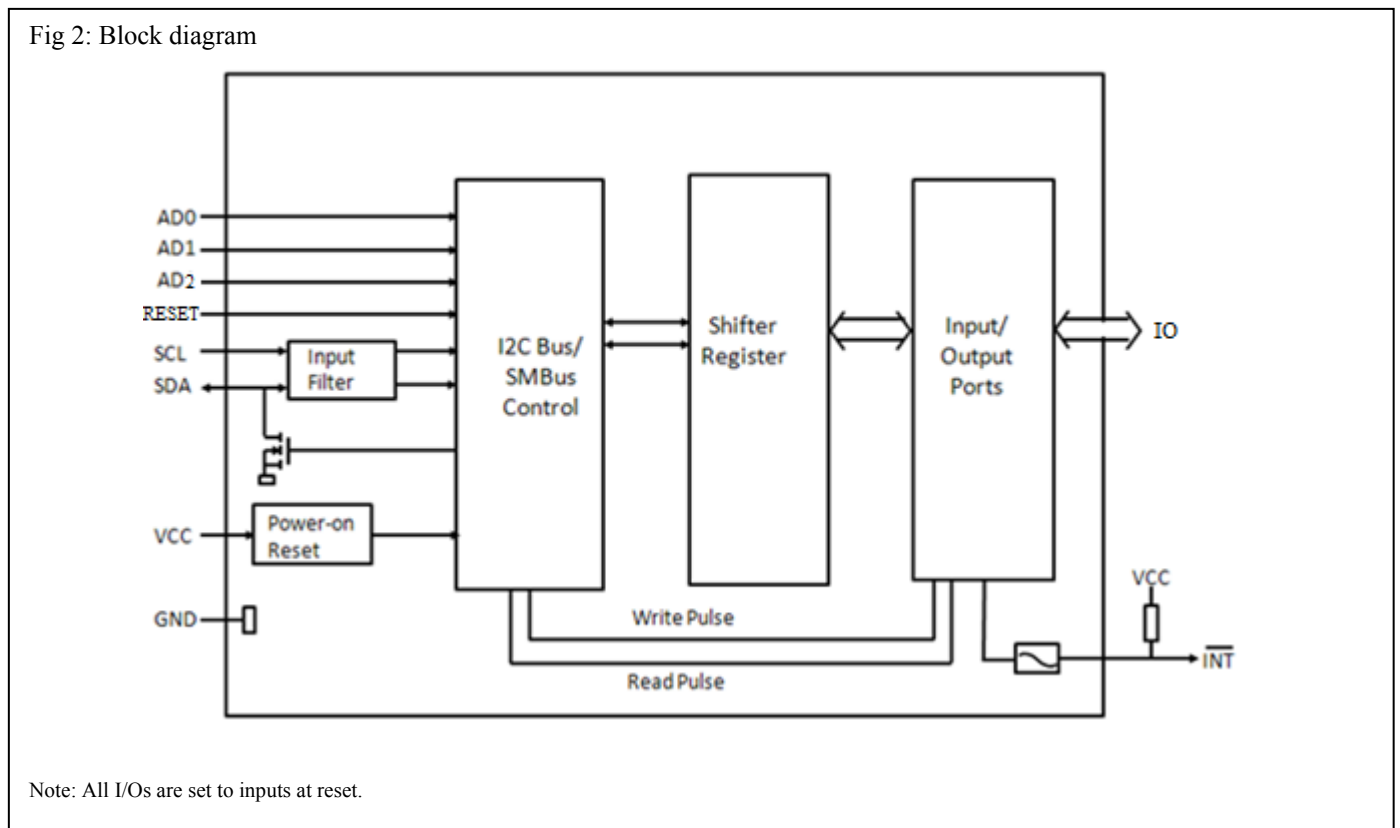 Fig 2: Block diagram
AD0
AD1
AD2
RESET
SCL
SDA
VCC
GND
Input
Filter
Power-on
Reset
I2C Bus/
SMBus
Control
Shifter
Register
Input/
Output
Ports
IO
Write Pulse
Read Pulse
VCC
INT
Note: All I/Os are set to inputs at reset.